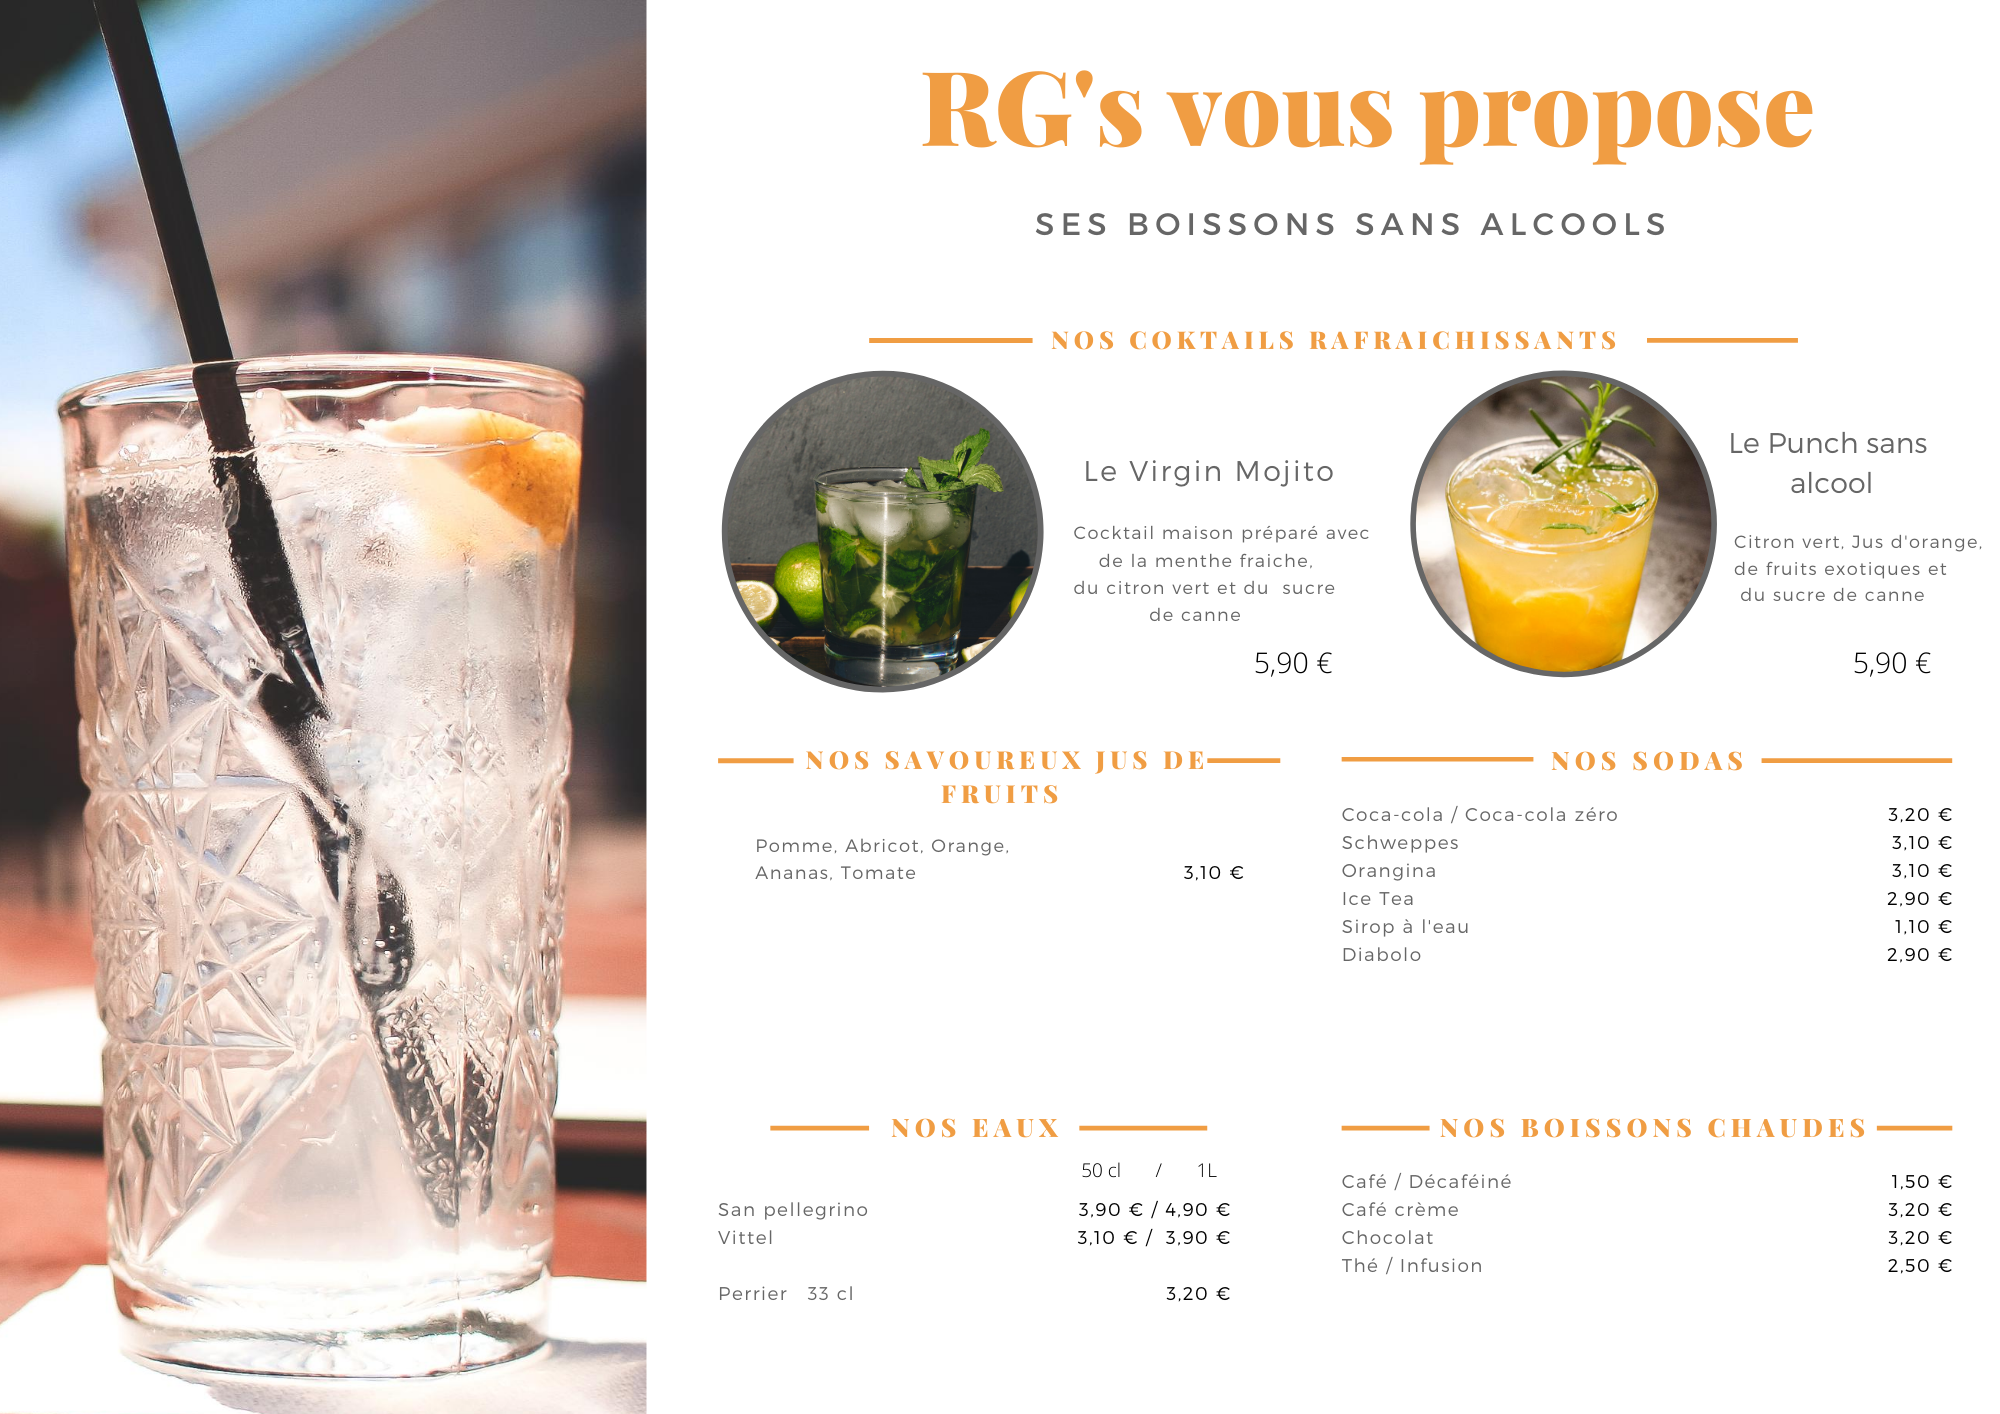 RG's vous propose
SES BOISSONS SANS ALCOOLS
NOS COKTAILS RAFRAICHISSANTS
Le Virgin Mojito
Cocktail maison préparé avec
de la menthe fraiche,
du citron vert et du sucre
de canne
5,90 €
Le Punch sans
alcool
Citron vert, Jus d'orange,
de fruits exotiques et
du sucre de canne
5,90 €
NOS SAVOUREUX JUS DE
FRUITS
Pomme, Abricot, Orange,
Ananas, Tomate 3,10 €
NOS SODAS
Coca-cola / Coca-cola zéro 3,20 €
Schweppes 3,10 €
Orangina 3,10 €
Ice Tea 2,90 €
Sirop à l'eau 1,10 €
Diabolo 2,90 €
NOS EAUX
50 cl / 1L
San pellegrino 3,90 € / 4,90 €
Vittel 3,10 € / 3,90 €
Perrier 33 cl 3,20 €
NOS BOISSONS CHAUDES
Café / Décaféiné 1,50 €
Café crème 3,20 €
Chocolat 3,20 €
Thé / Infusion 2,50 €